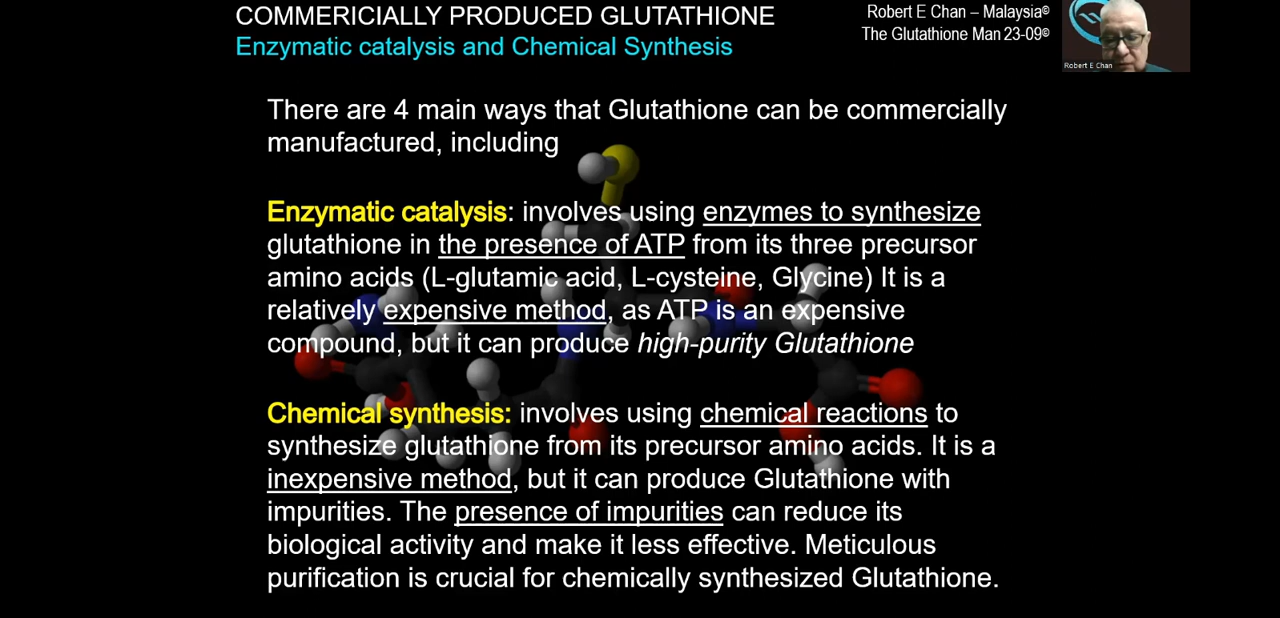 COMMERICIALLY PRODUCED GLUTATHIONE
Enzymatic catalysis and Chemical Synthesis
Robert E Chan – Malaysia©
The Glutathione Man 23-09©
Robert E Chan
There are 4 main ways that Glutathione can be commercially
manufactured, including
Enzymatic catalysis: involves using enzymes to synthesize
glutathione in the presence of ATP from its three precursor
amino acids (L-glutamic acid, L-cysteine, Glycine) It is a
relatively expensive method, as ATP is an expensive
compound, but it can produce high-purity Glutathione
Chemical synthesis: involves using chemical reactions to
synthesize glutathione from its precursor amino acids. It is a
inexpensive method, but it can produce Glutathione with
impurities. The presence of impurities can reduce its
biological activity and make it less effective. Meticulous
purification is crucial for chemically synthesized Glutathione.